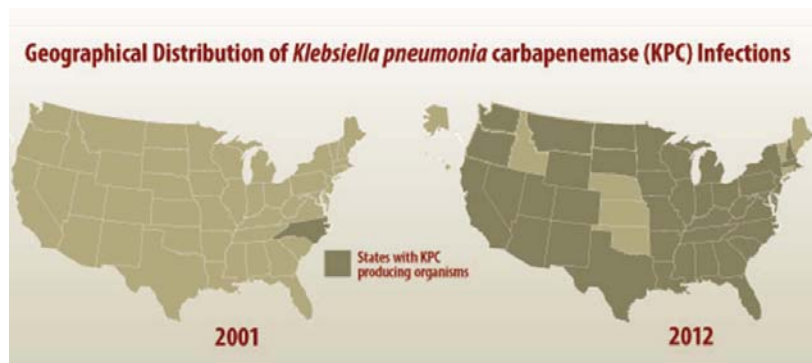 Geographical Distribution of Klebsiella pneumonia carbapenemase (KPC) Infections
States with KPC
producing organisms
2001
2012